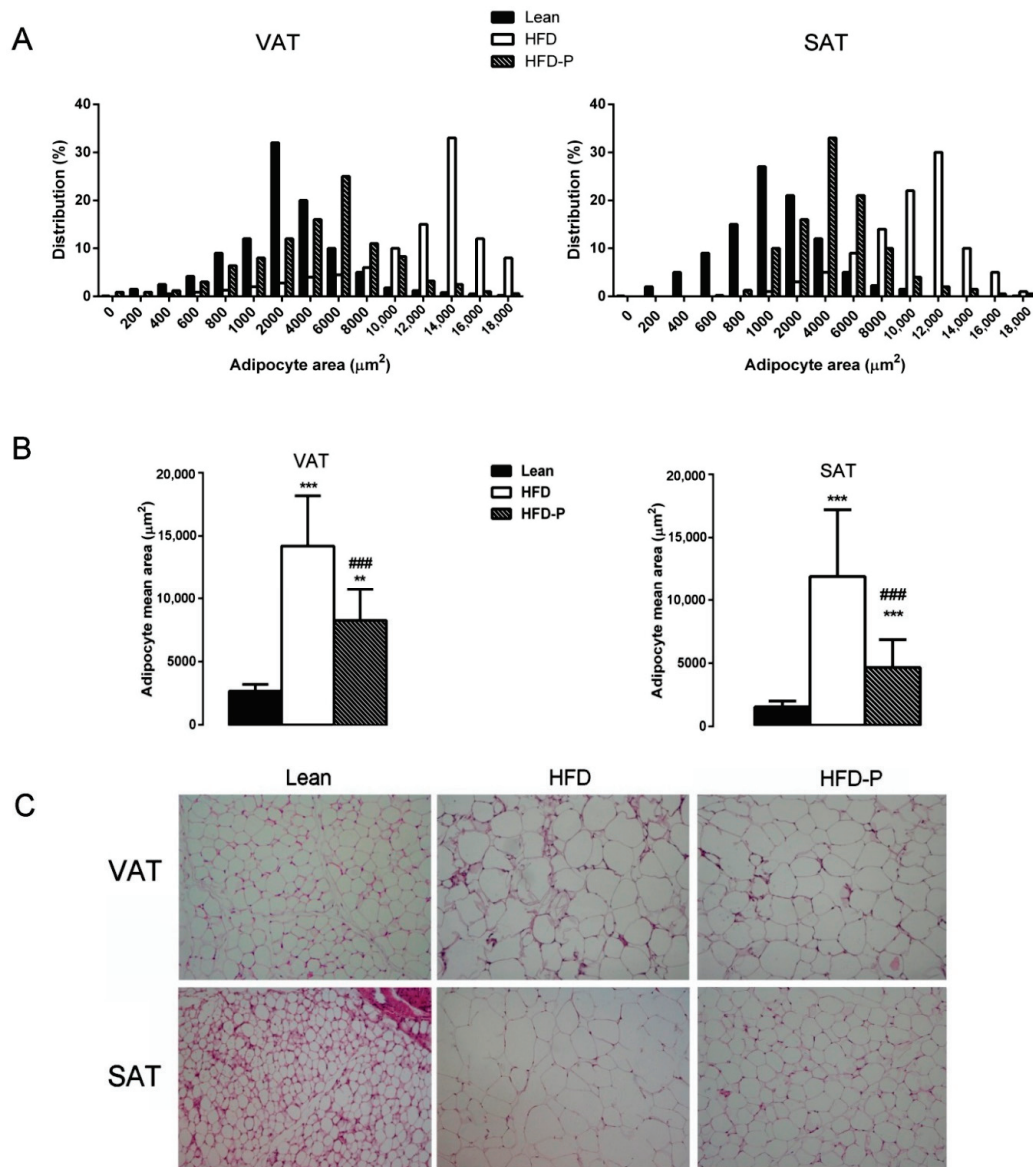 A
VAT
Lean
HFD
HFD-P
SAT
40
30
20
10
0
Distribution (%)
0
200
400
600
800
1000
2000
4000
6000
8000
10,000
12,000
14,000
16,000
18,000
Adipocyte area (μm²)
40
30
20
10
0
Distribution (%)
0
200
400
600
800
1000
2000
4000
6000
8000
10,000
12,000
14,000
16,000
18,000
Adipocyte area (μm²)
B
VAT
20,000
15,000
10,000
5000
0
Adipocyte mean area (μm²)
***
###
**
Lean
HFD
HFD-P
SAT
20,000
15,000
10,000
5000
0
Adipocyte mean area (μm²)
***
###
***
C
Lean HFD HFD-P
VAT
SAT